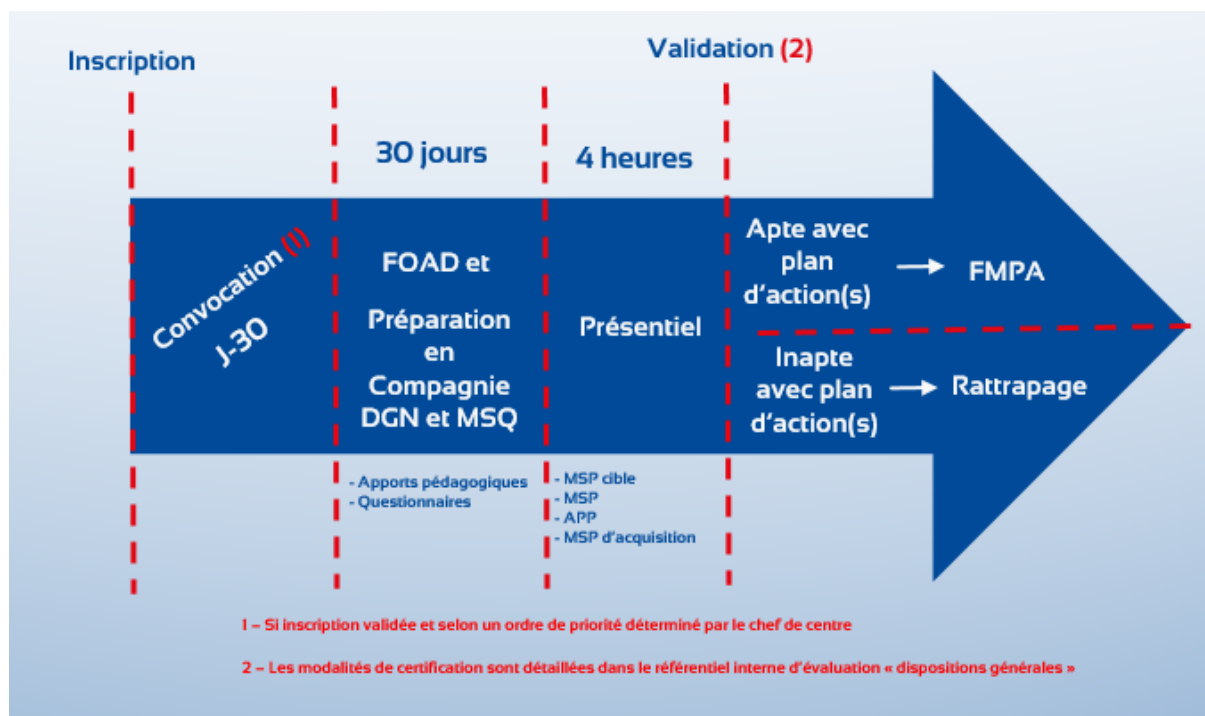 Inscription
Validation (2)
30 jours
4 heures
Convocation (1)
J-30
FOAD et
Préparation
en
Compagnie
DGN et MSQ
Présentiel
Apte avec
plan
d'action(s)
FMPA
Inapte
avec plan
d'action(s)
Rattrapage
- Apports pédagogiques
- Questionnaires
- MSP cible
- MSP
- APP
- MSP d'acquisition
1 – Si inscription validée et selon un ordre de priorité déterminé par le chef de centre
2 – Les modalités de certification sont détaillées dans le référentiel interne d'évaluation « dispositions générales »